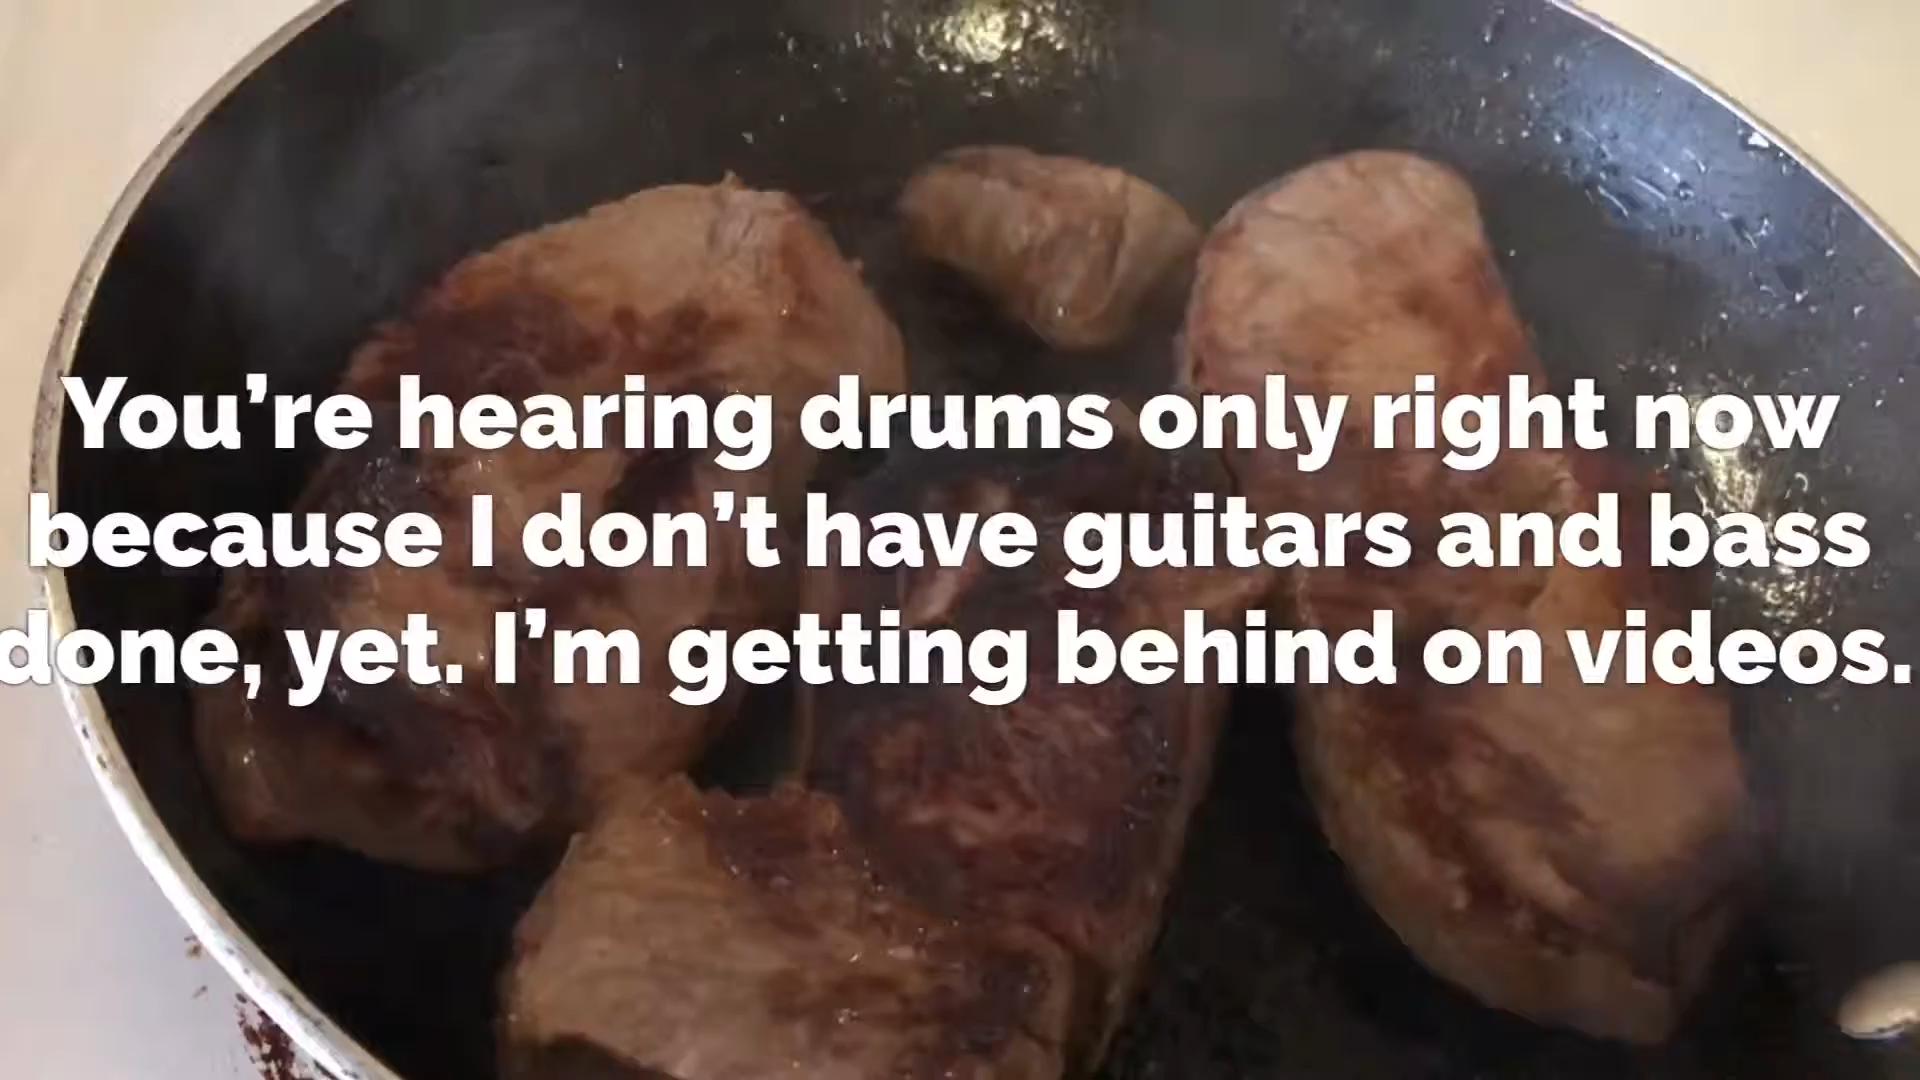 You’re hearing drums only right now
because I don’t have guitars and bass
done, yet. I’m getting behind on videos.